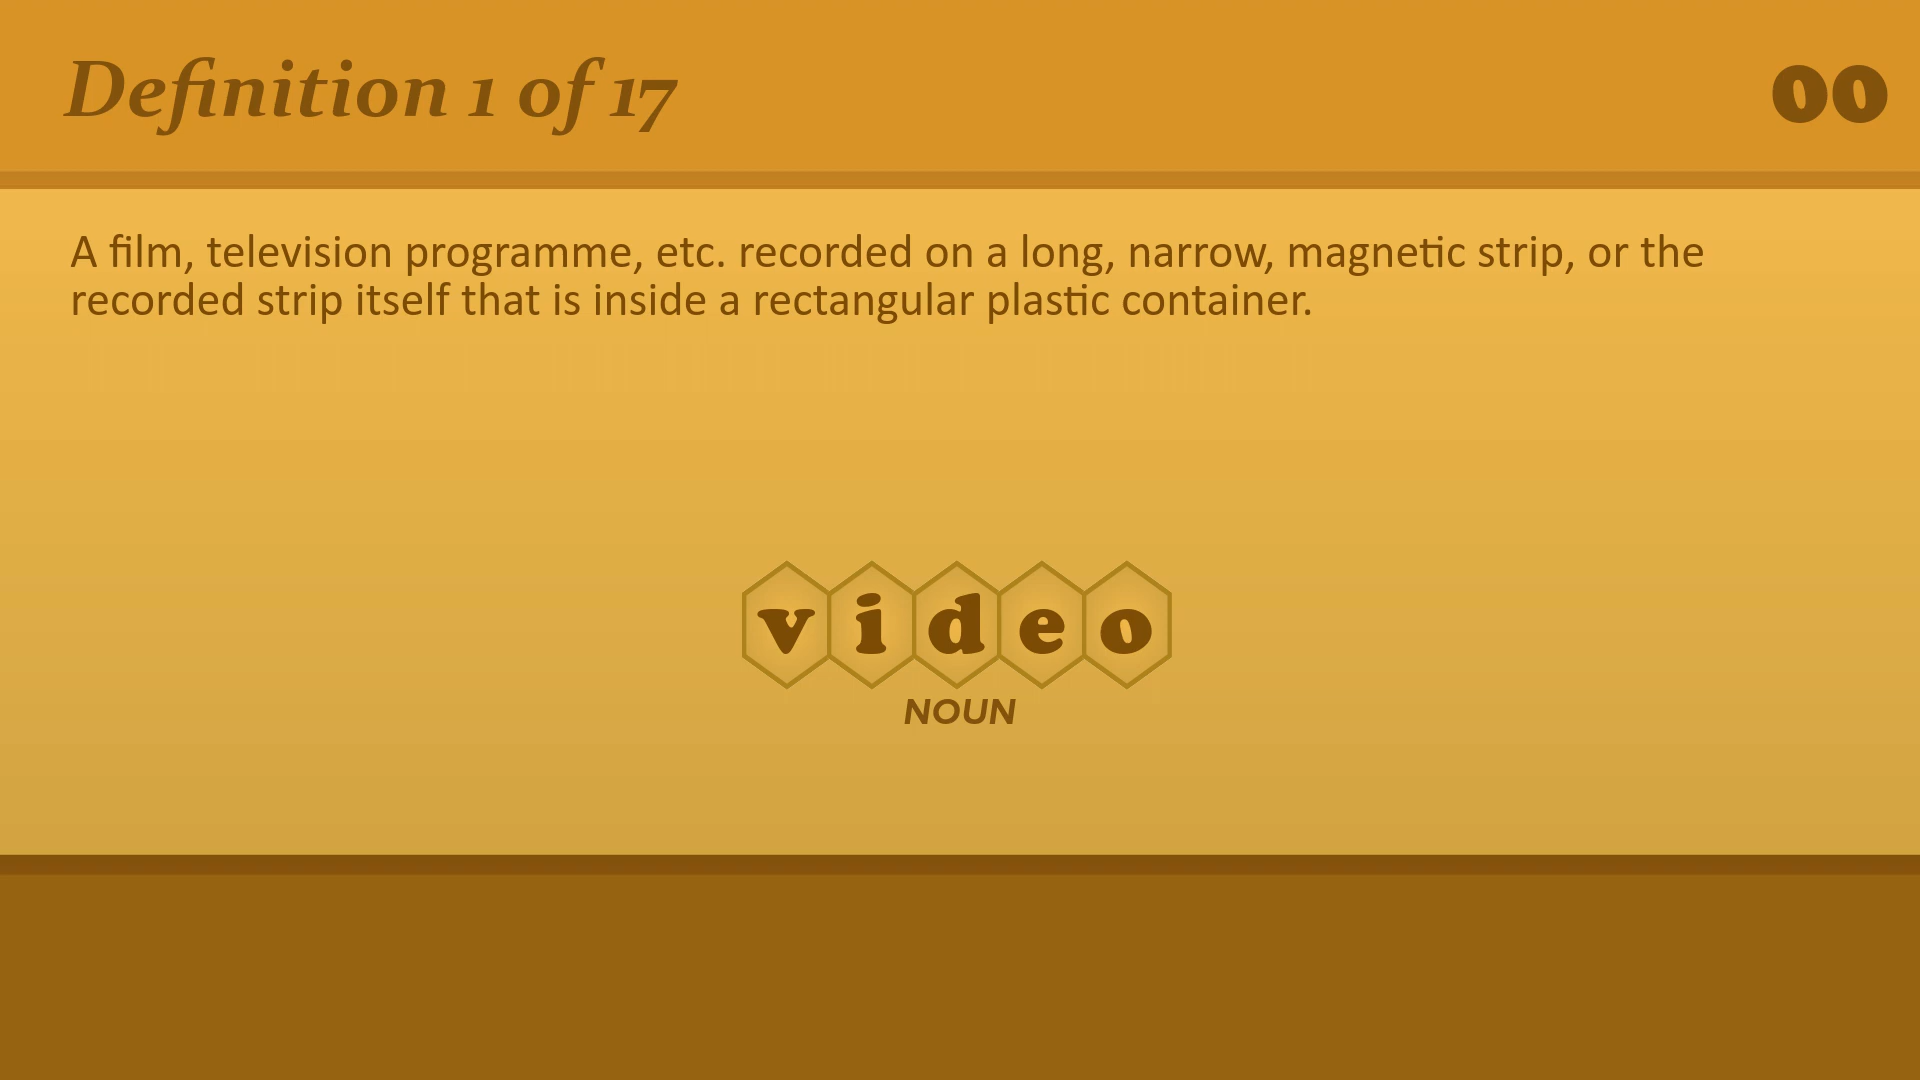 Definition 1 of 17
00
A film, television programme, etc. recorded on a long, narrow, magnetic strip, or the
recorded strip itself that is inside a rectangular plastic container.
video
NOUN